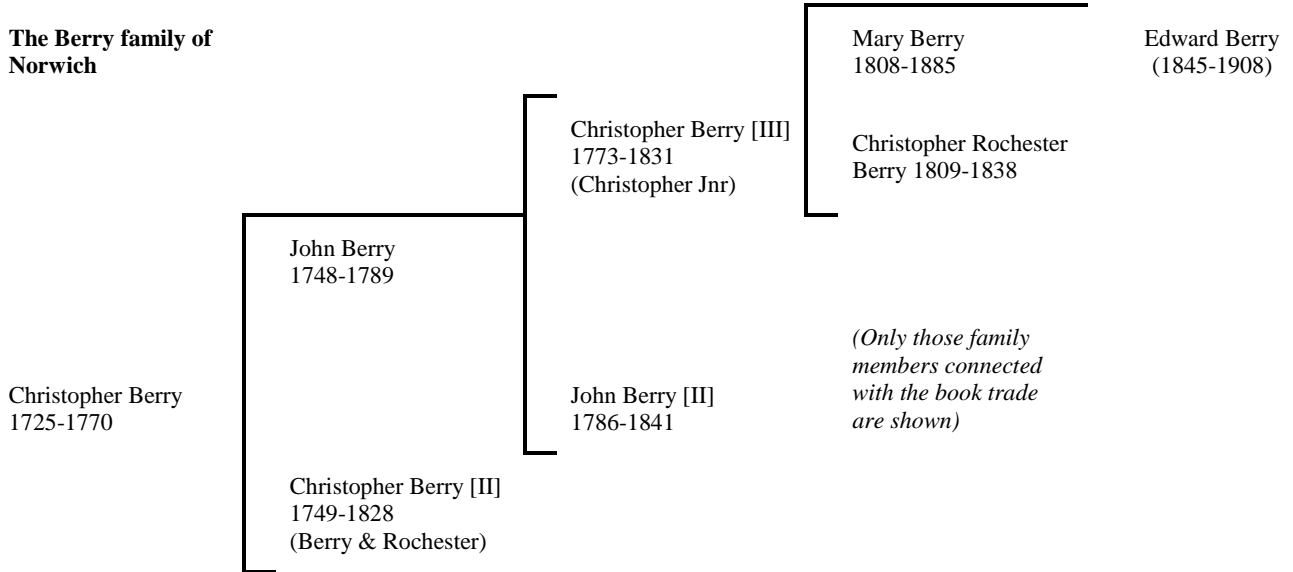 The Berry family of
Norwich
Mary Berry
1808-1885
Edward Berry
(1845-1908)
Christopher Berry [III]
1773-1831
(Christopher Jnr)
Christopher Rochester
Berry 1809-1838
John Berry
1748-1789
(Only those family
members connected
with the book trade
are shown)
Christopher Berry
1725-1770
John Berry [II]
1786-1841
Christopher Berry [II]
1749-1828
(Berry & Rochester)